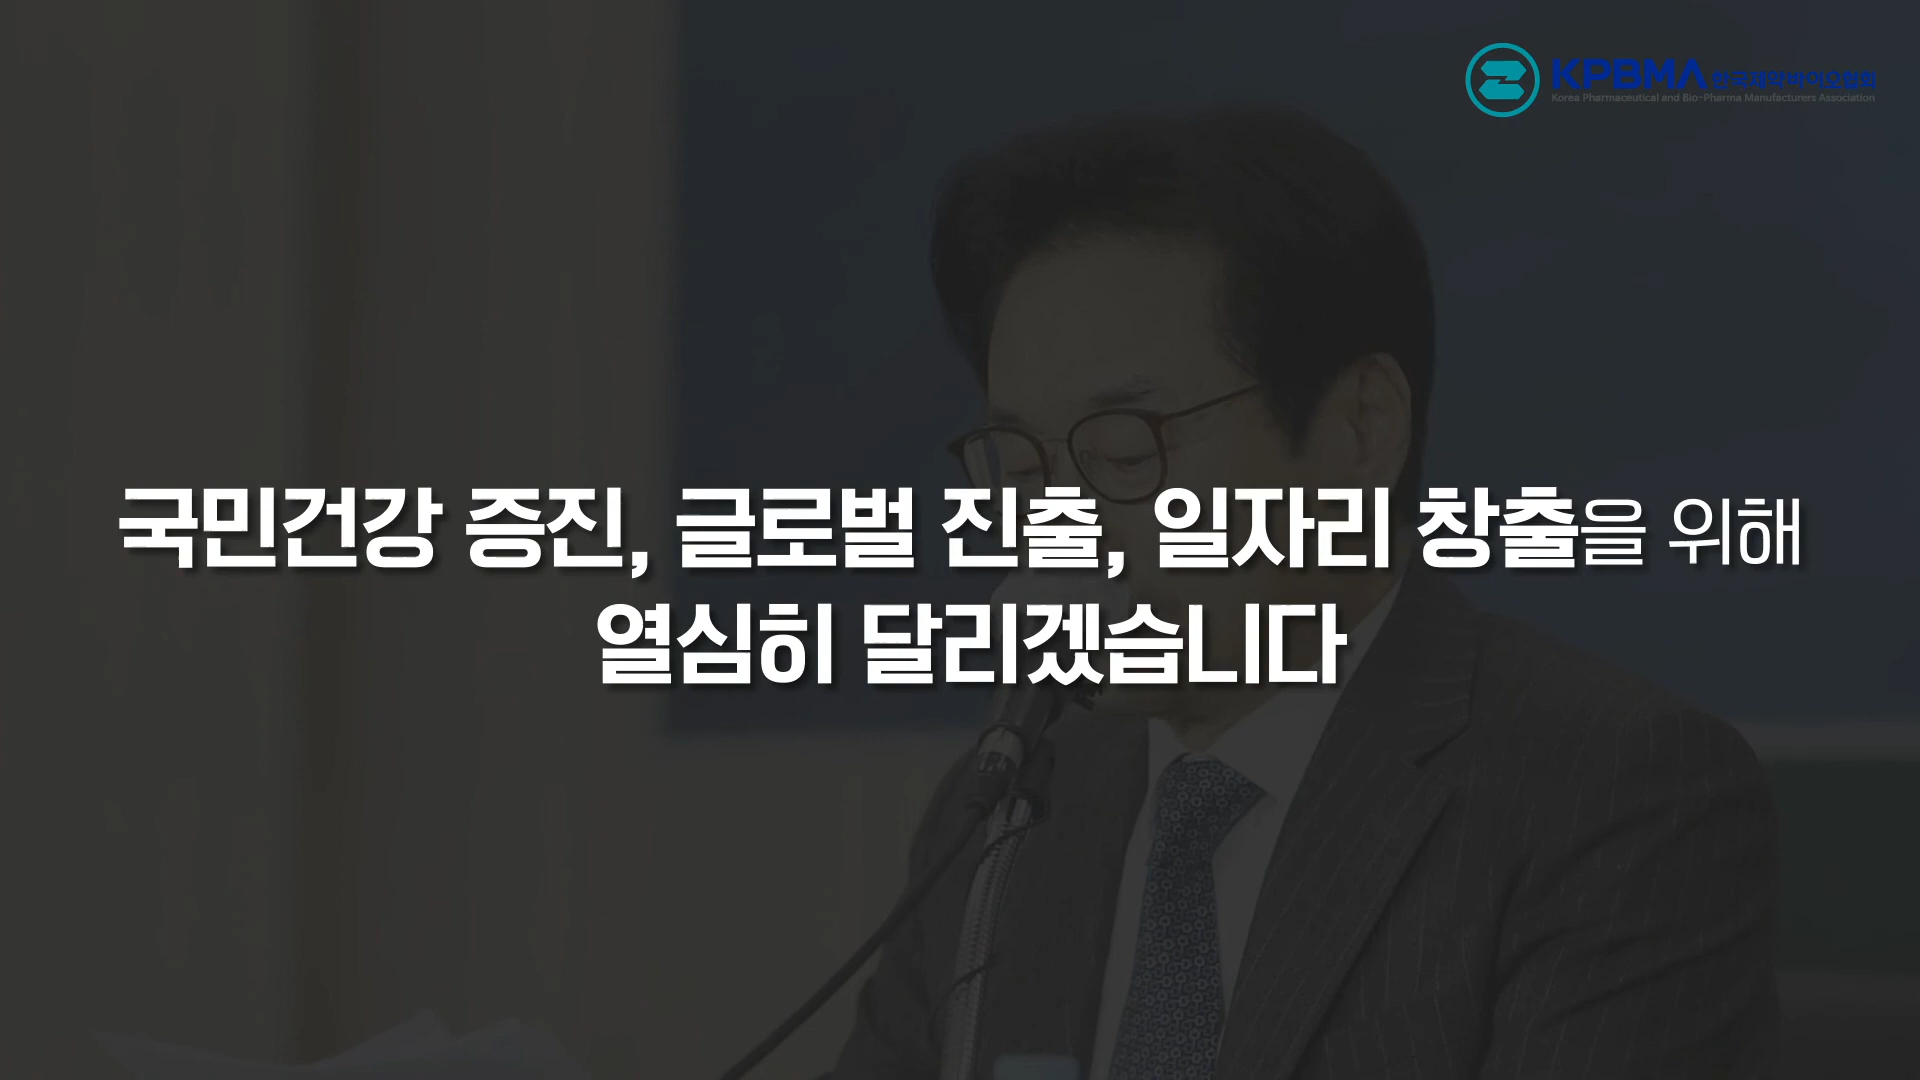 KPBMA 한국제약바이오협회
Korea Pharmaceutical and Bio-Pharma Manufacturers Association
국민건강 증진, 글로벌 진출, 일자리 창출을 위해
열심히 달리겠습니다